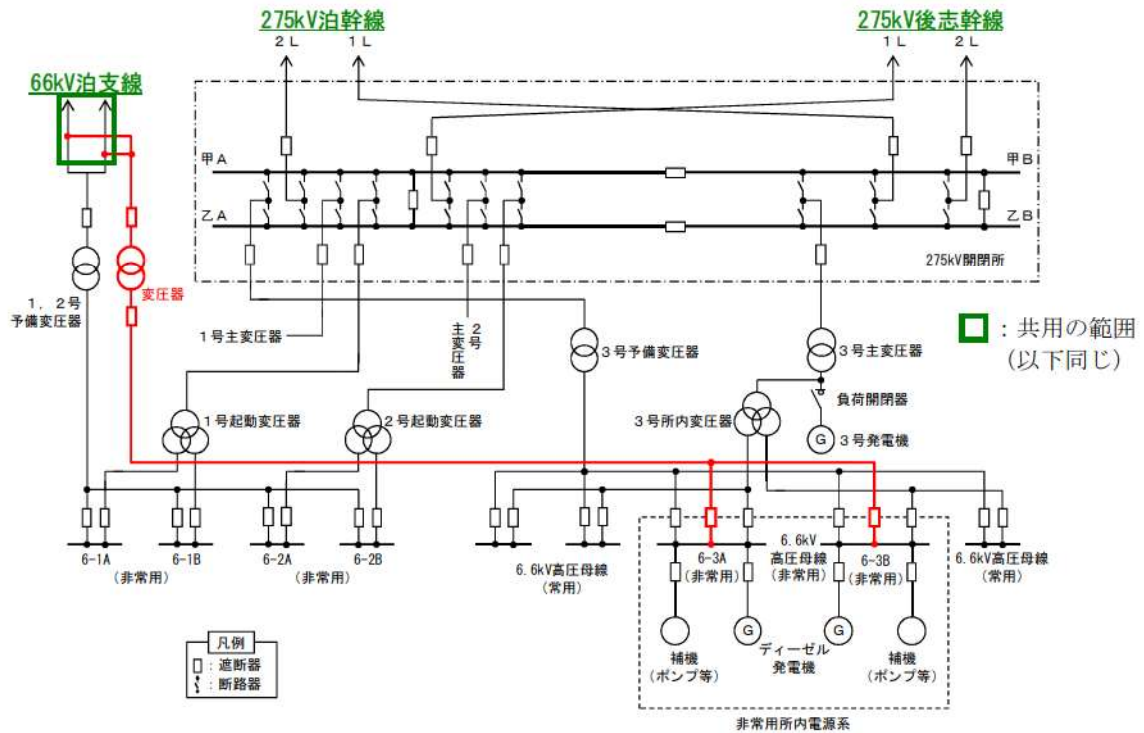 275kV泊幹線
2L
1L
275kV後志幹線
1L
2L
66kV泊支線
甲A
甲B
乙A
乙B
275kV開閉所
変圧器
1，2号
予備変圧器
1号主変圧器
2号
主変圧器
3号予備変圧器
3号主変圧器
：共用の範囲
（以下同じ）
負荷開閉器
1号起動変圧器
2号起動変圧器
3号所内変圧器
G
3号発電機
6-1A
(非常用)
6-1B
6-2A
(非常用)
6-2B
6.6kV高圧母線
(常用)
6-3A
(非常用)
6.6kV
高圧母線
(非常用)
6-3B
(非常用)
6.6kV高圧母線
(常用)
凡例
：遮断器
：断路器
補機
(ポンプ等)
G
G
ディーゼル
発電機
補機
(ポンプ等)
非常用所内電源系